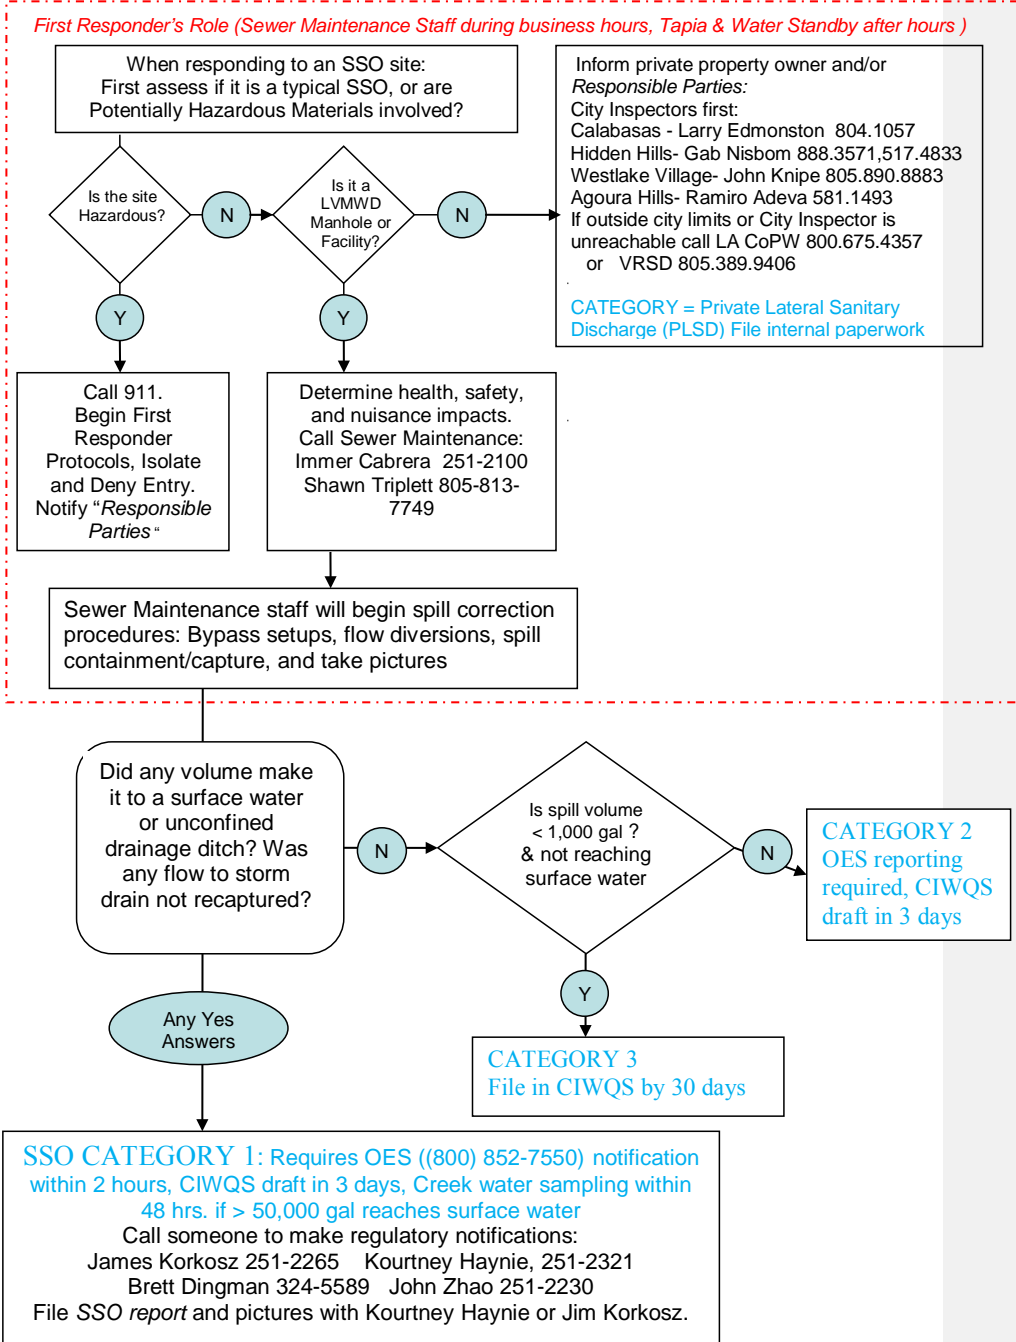 First Responder's Role (Sewer Maintenance Staff during business hours, Tapia & Water Standby after hours )
When responding to an SSO site:
First assess if it is a typical SSO, or are
Potentially Hazardous Materials involved?
Inform private property owner and/or
Responsible Parties:
City Inspectors first:
Calabasas - Larry Edmonston 804.1057
Hidden Hills- Gab Nisbom 888.3571,517.4833
Westlake Village- John Knipe 805.890.8883
Agoura Hills- Ramiro Adeva 581.1493
If outside city limits or City Inspector is
unreachable call LA CoPW 800.675.4357
or VRSD 805.389.9406
CATEGORY = Private Lateral Sanitary
Discharge (PLSD) File internal paperwork
Is the site
Hazardous?
N
Is it a
LVMWD
Manhole or
Facility?
N
Y
Y
Call 911.
Begin First
Responder
Protocols, Isolate
and Deny Entry.
Notify “Responsible
Parties “
Determine health, safety,
and nuisance impacts.
Call Sewer Maintenance:
Immer Cabrera 251-2100
Shawn Triplett 805-813-
7749
Sewer Maintenance staff will begin spill correction
procedures: Bypass setups, flow diversions, spill
containment/capture, and take pictures
Did any volume make
it to a surface water
or unconfined
drainage ditch? Was
any flow to storm
drain not recaptured?
N
Is spill volume
< 1,000 gal ?
& not reaching
surface water
N
CATEGORY 2
OES reporting
required, CIWQS
draft in 3 days
Y
Any Yes
Answers
CATEGORY 3
File in CIWQS by 30 days
SSO CATEGORY 1: Requires OES ((800) 852-7550) notification
within 2 hours, CIWQS draft in 3 days, Creek water sampling within
48 hrs. if > 50,000 gal reaches surface water
Call someone to make regulatory notifications:
James Korkosz 251-2265 Kourtney Haynie, 251-2321
Brett Dingman 324-5589 John Zhao 251-2230
File SSO report and pictures with Kourtney Haynie or Jim Korkosz.